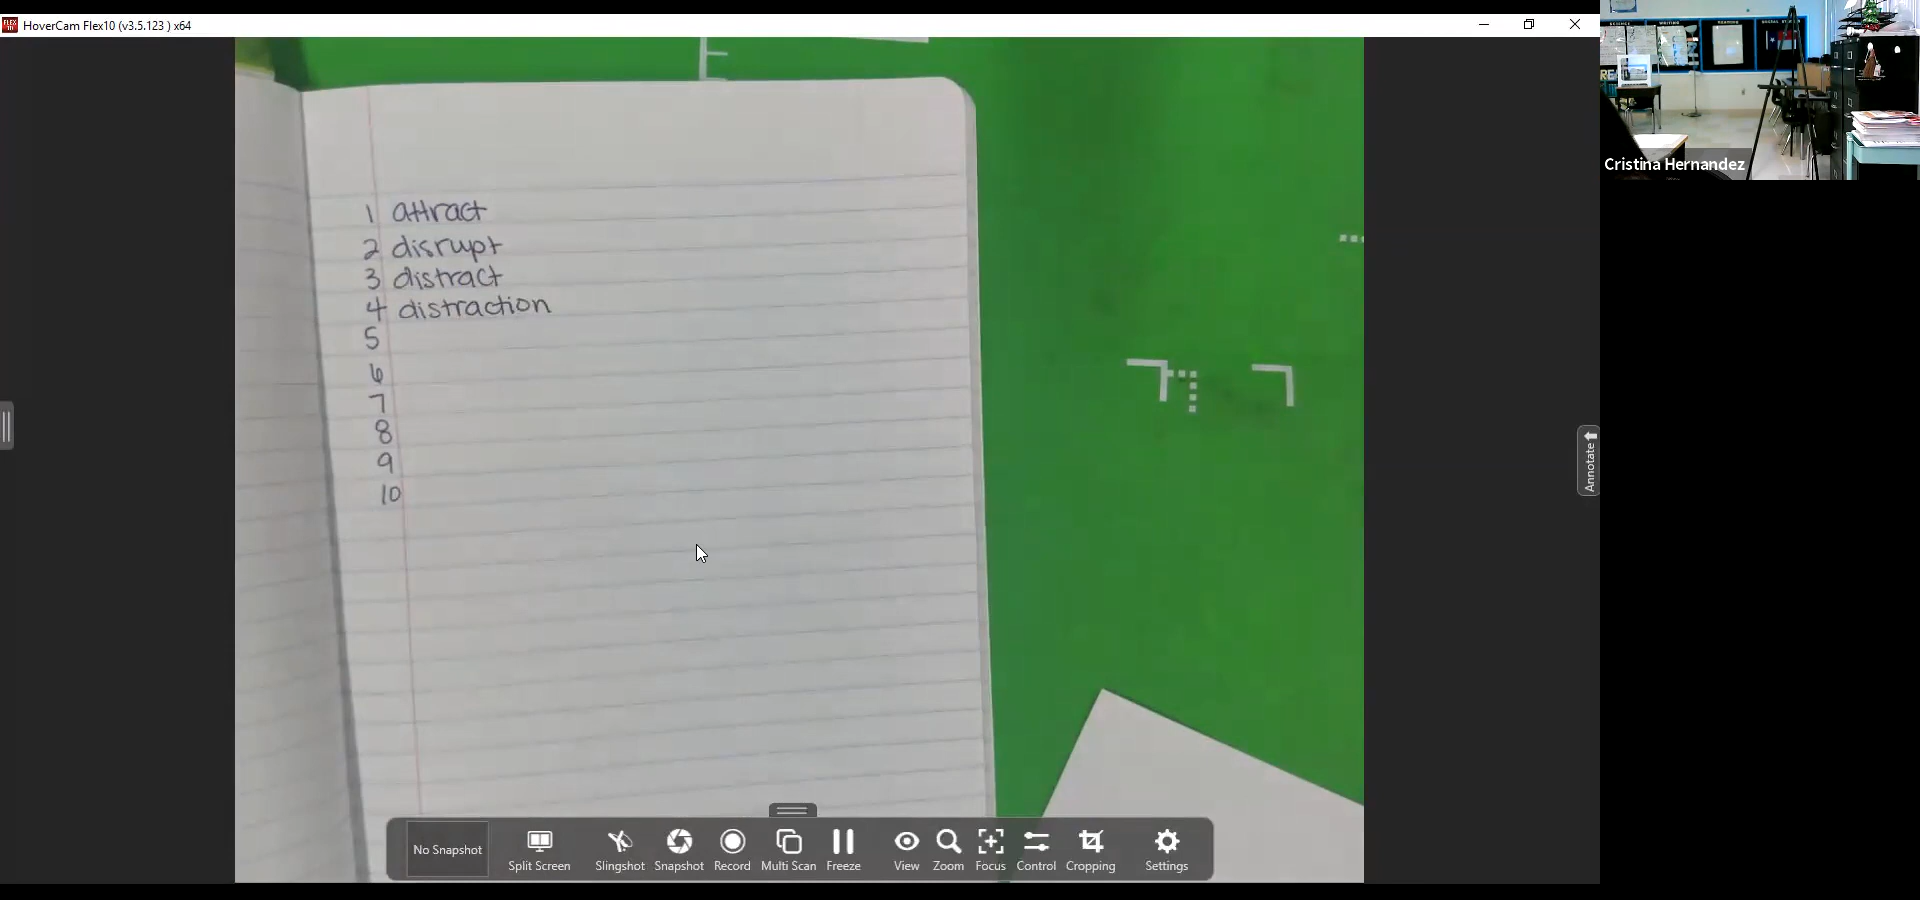 HoverCam Flex10 (v3.5.123 ) x64
1 attract
2 disrupt
3 distract
4 distraction
5
6
7
8
9
10
Annotate
No Snapshot
Split Screen
Slingshot
Snapshot
Record
Multi Scan
Freeze
View
Zoom
Focus
Control
Cropping
Settings
WRITING
READING
Cristina Hernandez